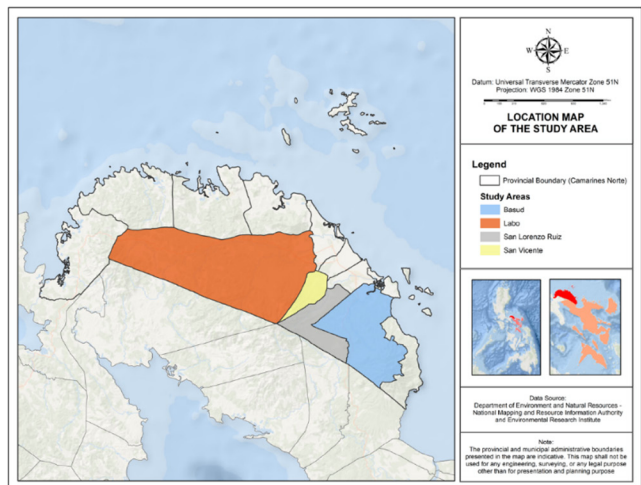 N
W E
S
Datum: Universal Transverse Mercator Zone 51N
Projection: WGS 1984 Zone 51N
LOCATION MAP
OF THE STUDY AREA
Legend
Provincial Boundary (Camarines Norte)
Study Areas
Basud
Labo
San Lorenzo Ruiz
San Vicente
Data Source:
Department of Environment and Natural Resources -
National Mapping and Resource Information Authority
and Environmental Research Institute
Note:
The provincial and municipal administrative boundaries
presented in the map are indicative. This map shall not be
used for any engineering, surveying, or any legal purpose
other than for presentation and planning purpose